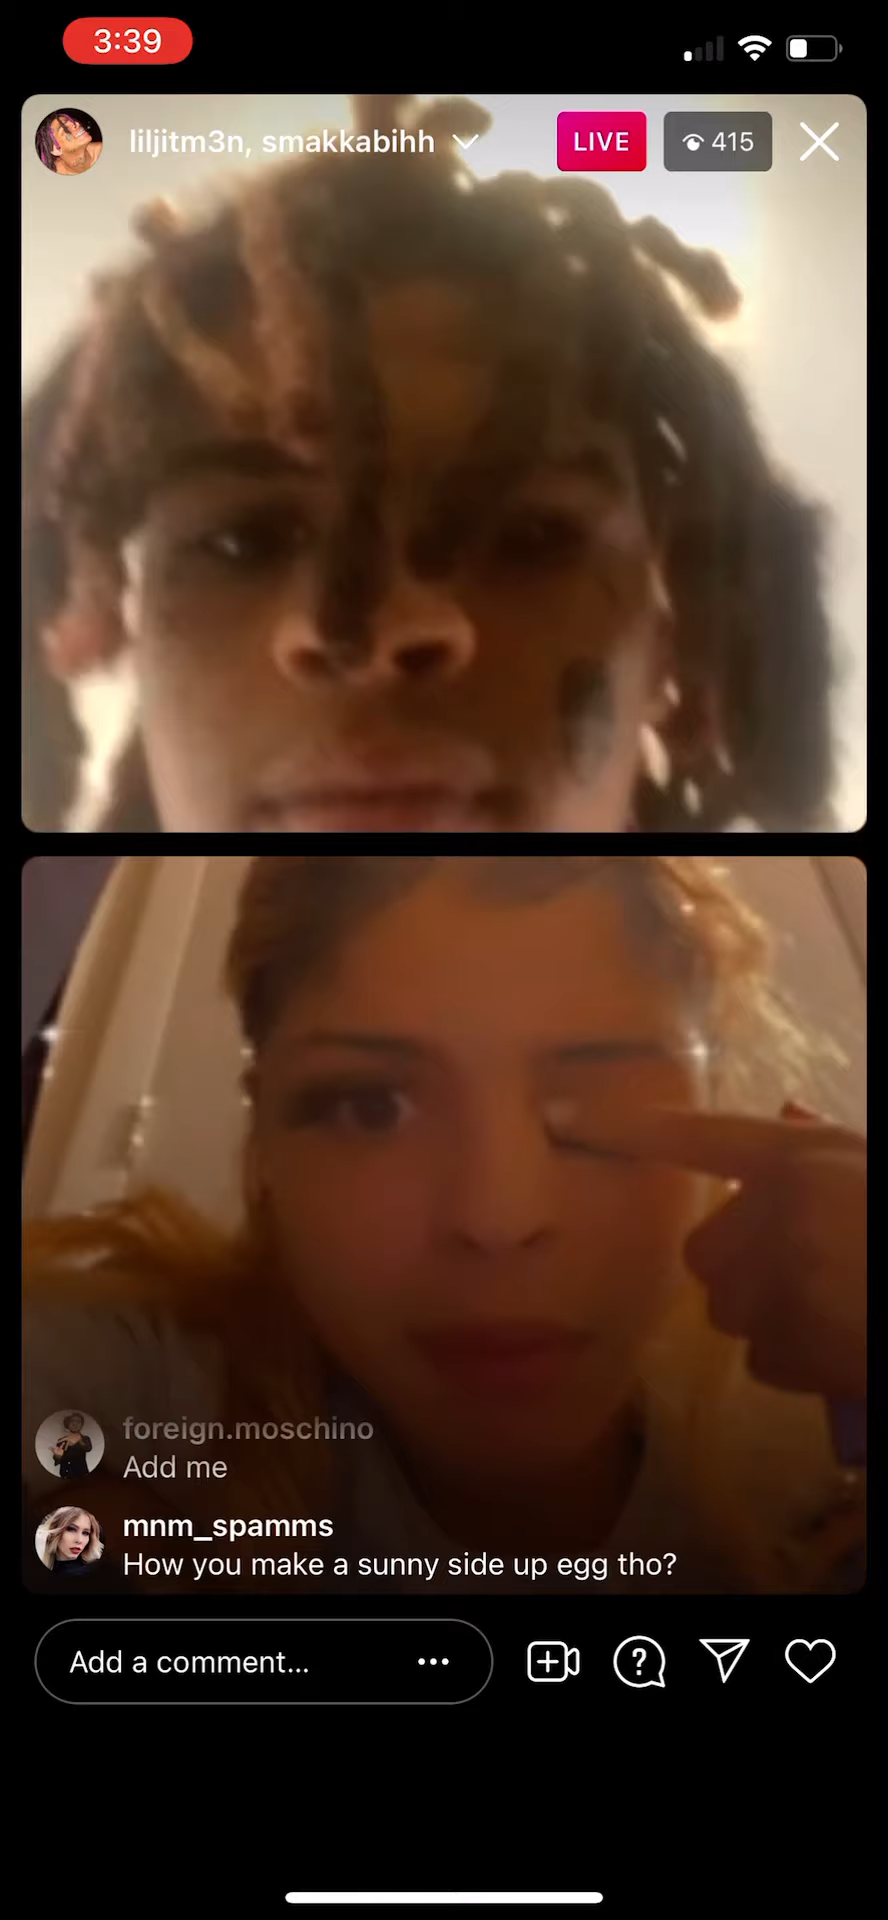 3:39
liljitm3n, smakkabihh
LIVE
415
foreign.moschino
Add me
mnm_spamms
How you make a sunny side up egg tho?
Add a comment...